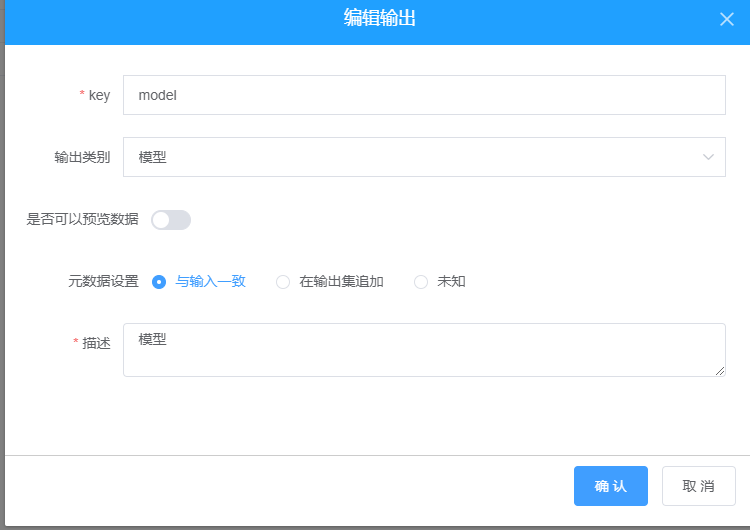 编辑输出
* key model
输出类别 模型
是否可以预览数据
元数据设置 与输入一致 在输出集追加 未知
* 描述 模型
确认 取消